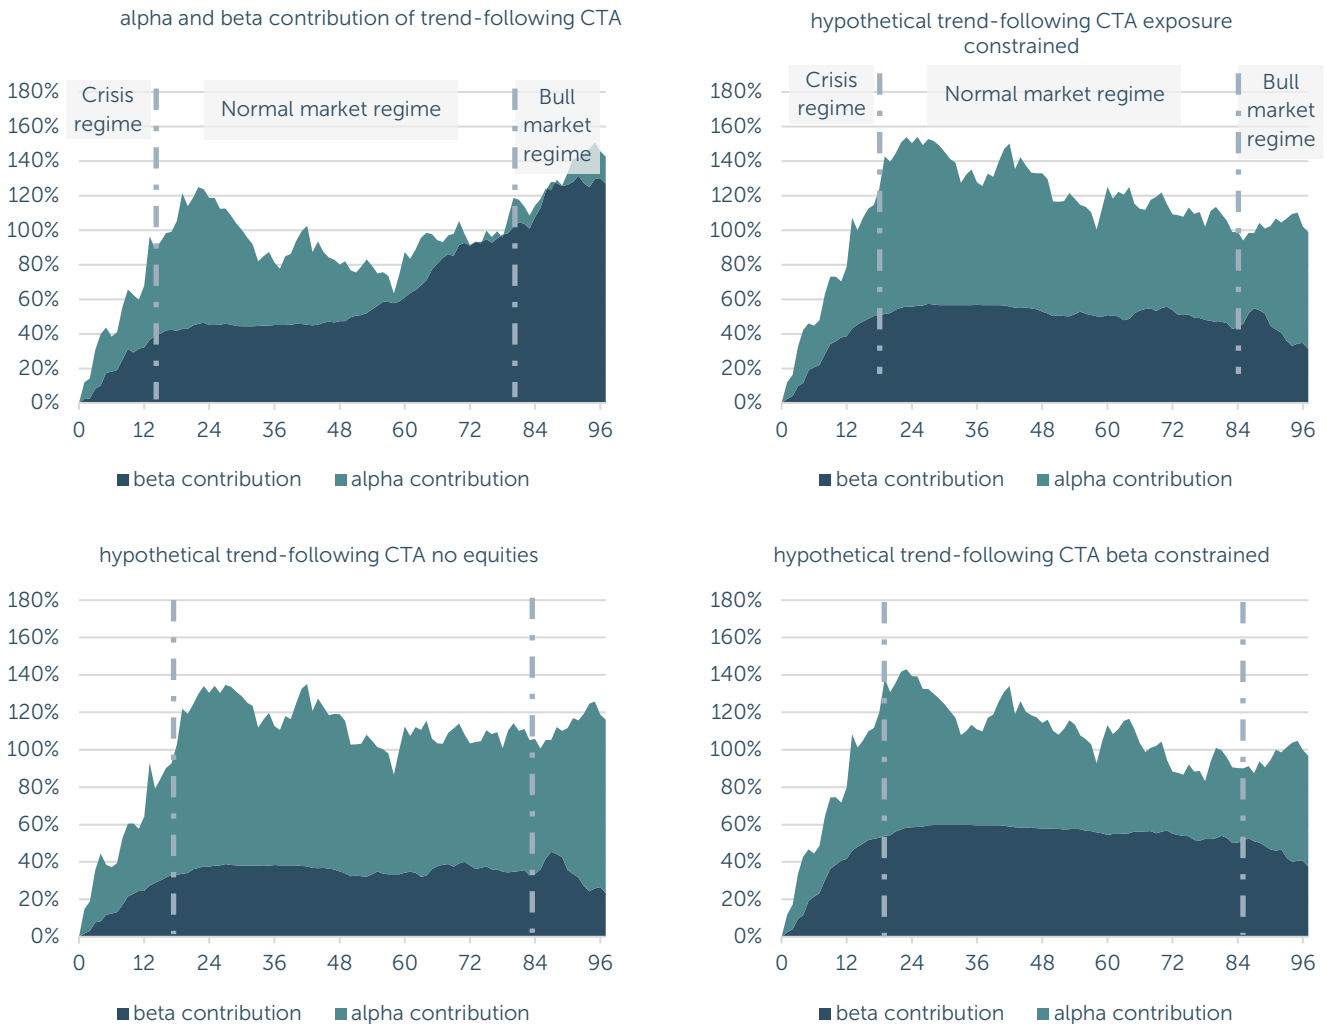 alpha and beta contribution of trend-following CTA
180%
160%
140%
120%
100%
80%
60%
40%
20%
0%
Crisis
regime
Normal market regime
Bull
market
regime
0 12 24 36 48 60 72 84 96
beta contribution alpha contribution
hypothetical trend-following CTA exposure
constrained
180%
160%
140%
120%
100%
80%
60%
40%
20%
0%
Crisis
regime
Normal market regime
Bull
market
regime
0 12 24 36 48 60 72 84 96
beta contribution alpha contribution
hypothetical trend-following CTA no equities
180%
160%
140%
120%
100%
80%
60%
40%
20%
0%
0 12 24 36 48 60 72 84 96
beta contribution alpha contribution
hypothetical trend-following CTA beta constrained
180%
160%
140%
120%
100%
80%
60%
40%
20%
0%
0 12 24 36 48 60 72 84 96
beta contribution alpha contribution